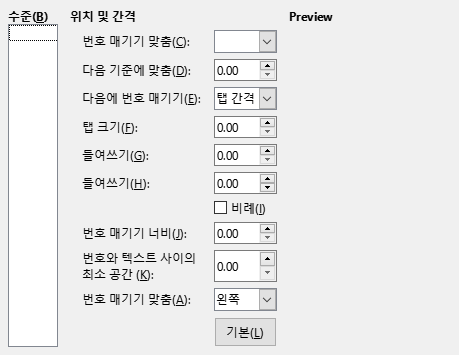 수준(B) 위치 및 간격 Preview
번호 매기기 맞춤(C):
다음 기준에 맞춤(D): 0.00
다음에 번호 매기기(E): 탭 간격
탭 크기(F): 0.00
들여쓰기(G): 0.00
들여쓰기(H): 0.00
비례(I)
번호 매기기 너비(J): 0.00
번호와 텍스트 사이의
최소 공간 (K): 0.00
번호 매기기 맞춤(A): 왼쪽
기본(L)